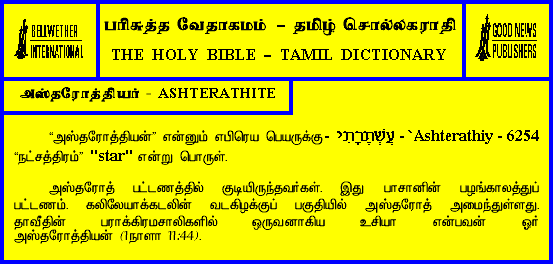 BELLWETHER
INTERNATIONAL
பரிசுத்த வேதாகமம் – தமிழ் சொல்லகராதி
THE HOLY BIBLE – TAMIL DICTIONARY
GOOD NEWS
PUBLISHERS
அஸ்தரோத்தியர் - ASHTERATHITE
“அஸ்தரோத்தியன்” என்னும் எபிரெய பெயருக்கு - עֲשְׁתְּרָתִי - `Ashterathiy - 6254
“நட்சத்திரம்” "star" என்று பொருள்.
அஸ்தரோத் பட்டணத்தில் குடியிருந்தவர்கள். இது பாசானின் பழங்காலத்துப்
பட்டணம். கலிலேயாக்கடலின் வடகிழக்குப் பகுதியில் அஸ்தரோத் அமைந்துள்ளது.
தாவீதின் பராக்கிரமசாலிகளில் ஒருவனாகிய உசியா என்பவன் ஓர்
அஸ்தரோத்தியன் (1நாளா 11:44).